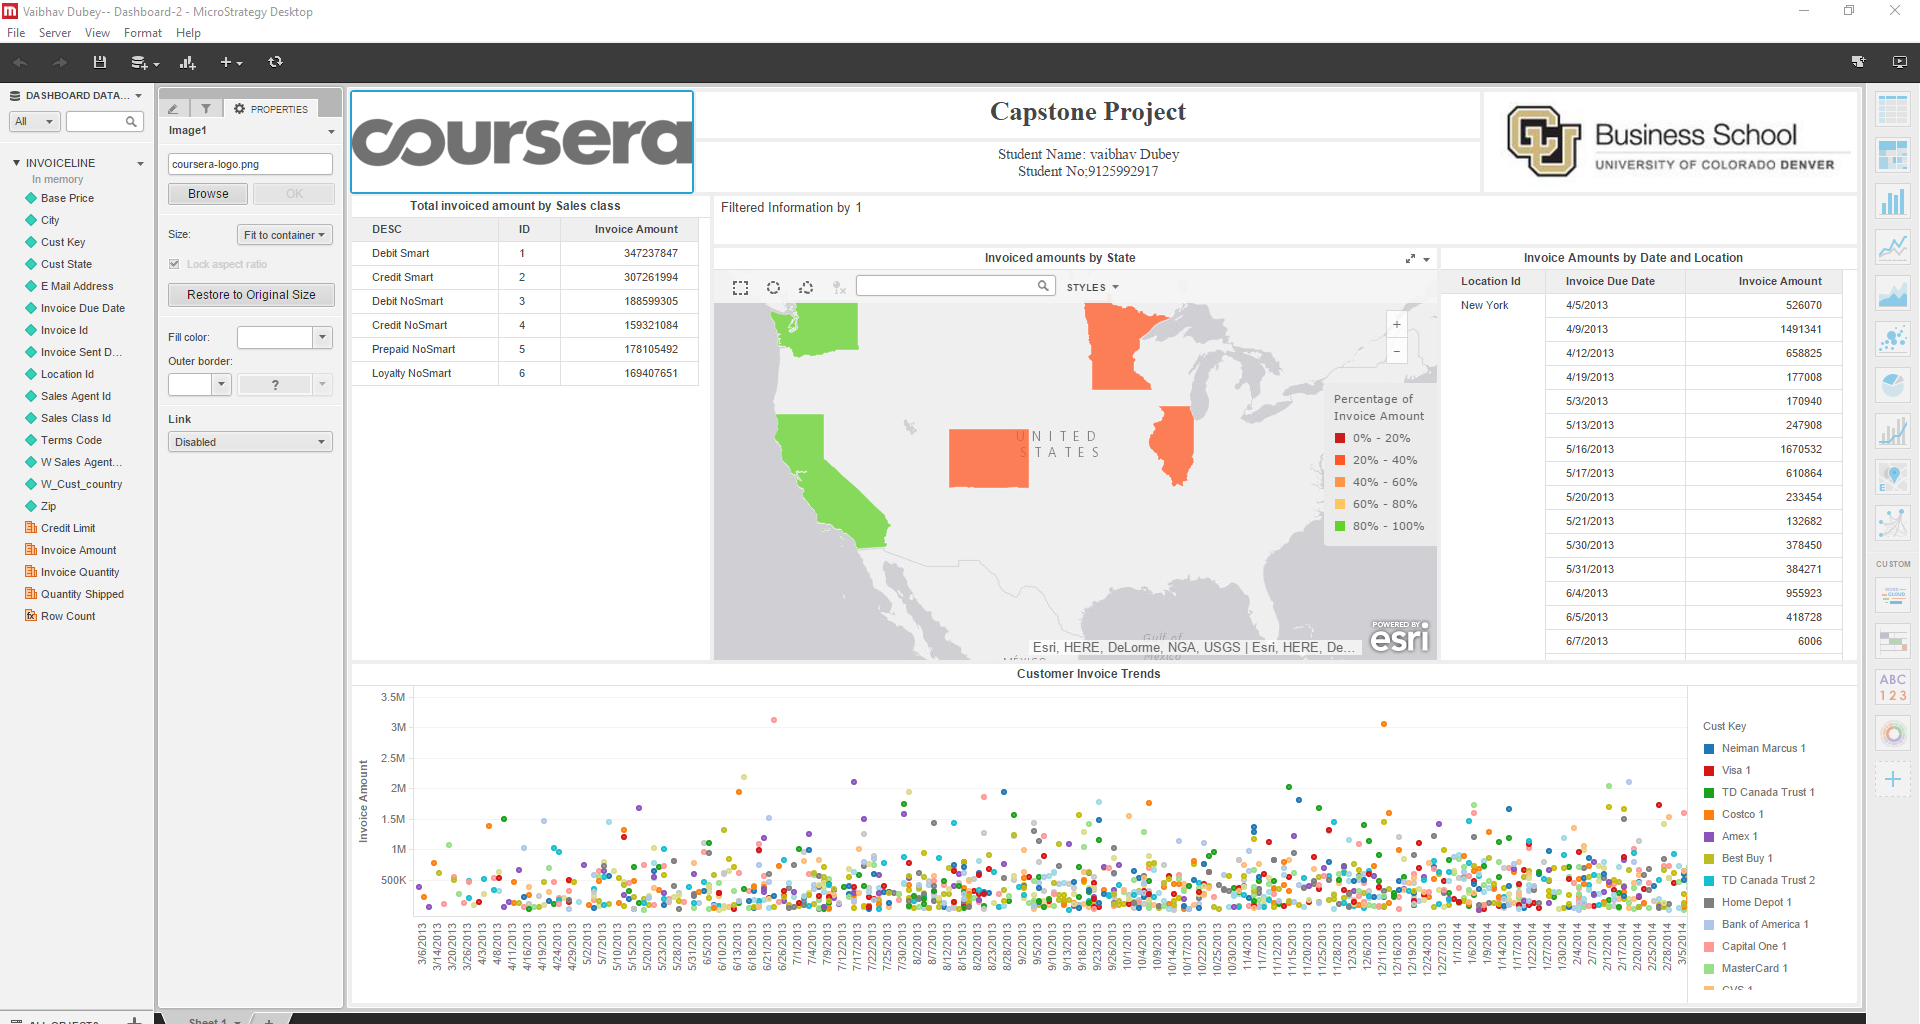 Vaibhav Dubey-- Dashboard-2 - MicroStrategy Desktop
File Server View Format Help
DASHBOARD DATA...
All
INVOICELINE
In memory
Base Price
City
Cust Key
Cust State
E Mail Address
Invoice Due Date
Invoice Id
Invoice Sent D...
Location Id
Sales Agent Id
Sales Class Id
Terms Code
W Sales Agent...
W_Cust_country
Zip
Credit Limit
Invoice Amount
Invoice Quantity
Quantity Shipped
Row Count
PROPERTIES
Image1
coursera-logo.png
Browse OK
Size: Fit to container
Lock aspect ratio
Restore to Original Size
Fill color:
Outer border:
?
Link
Disabled
coursera
Capstone Project
Student Name: vaibhav Dubey
Student No;9125992917
CU
Business School
UNIVERSITY OF COLORADO DENVER
Total invoiced amount by Sales class
DESC ID Invoice Amount
Debit Smart 1 347237847
Credit Smart 2 307261994
Debit NoSmart 3 188599305
Credit NoSmart 4 159321084
Prepaid NoSmart 5 178105492
Loyalty NoSmart 6 169407651
Filtered Information by 1
Invoiced amounts by State
STYLES
+
−
UNITED
STATES
Gulf of
Mexico
MÉXICO
Percentage of
Invoice Amount
0% - 20%
20% - 40%
40% - 60%
60% - 80%
80% - 100%
Esri, HERE, DeLorme, NGA, USGS | Esri, HERE, De...
POWERED BY
esri
Invoice Amounts by Date and Location
Location Id Invoice Due Date Invoice Amount
New York 4/5/2013 526070
4/9/2013 1491341
4/12/2013 658825
4/19/2013 177008
5/3/2013 170940
5/13/2013 247908
5/16/2013 1670532
5/17/2013 610864
5/20/2013 233454
5/21/2013 132682
5/30/2013 378450
5/31/2013 384271
6/4/2013 955923
6/5/2013 418728
6/7/2013 6006
CUSTOM
ABC
123
Customer Invoice Trends
Invoice Amount
3.5M
3M
2.5M
2M
1.5M
1M
500K
3/6/2013 3/14/2013 3/20/2013 3/26/2013 4/3/2013 4/8/2013 4/11/2013 4/16/2013 4/19/2013 4/24/2013 4/29/2013 5/2/2013 5/7/2013 5/10/2013 5/15/2013 5/20/2013 5/23/2013 5/28/2013 5/31/2013 6/5/2013 6/10/2013 6/13/2013 6/18/2013 6/21/2013 6/26/2013 7/1/2013 7/4/2013 7/9/2013 7/12/2013 7/17/2013 7/22/2013 7/25/2013 7/30/2013 8/2/2013 8/7/2013 8/12/2013 8/15/2013 8/20/2013 8/23/2013 8/28/2013 9/2/2013 9/5/2013 9/10/2013 9/13/2013 9/18/2013 9/23/2013 9/26/2013 10/1/2013 10/4/2013 10/9/2013 10/14/2013 10/17/2013 10/22/2013 10/25/2013 10/30/2013 11/4/2013 11/7/2013 11/12/2013 11/15/2013 11/20/2013 11/25/2013 11/28/2013 12/3/2013 12/6/2013 12/11/2013 12/16/2013 12/19/2013 12/24/2013 12/27/2013 1/1/2014 1/6/2014 1/9/2014 1/14/2014 1/17/2014 1/22/2014 1/27/2014 1/30/2014 2/4/2014 2/7/2014 2/12/2014 2/17/2014 2/20/2014 2/25/2014 2/28/2014 3/5/2014
Cust Key
Neiman Marcus 1
Visa 1
TD Canada Trust 1
Costco 1
Amex 1
Best Buy 1
TD Canada Trust 2
Home Depot 1
Bank of America 1
Capital One 1
MasterCard 1
CVS 1
ALL OBJECTS
Sheet 1